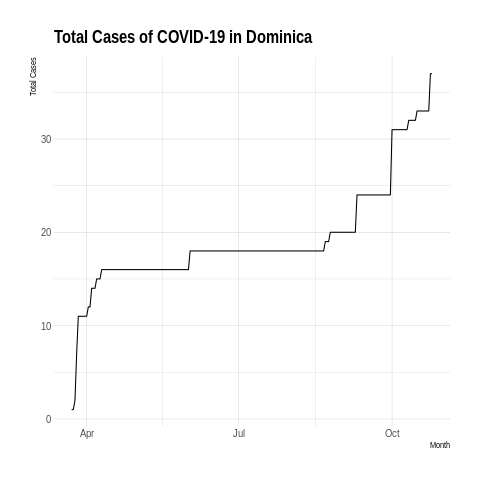 Total Cases of COVID-19 in Dominica
Total Cases
30
20
10
0
Apr
Jul
Oct
Month